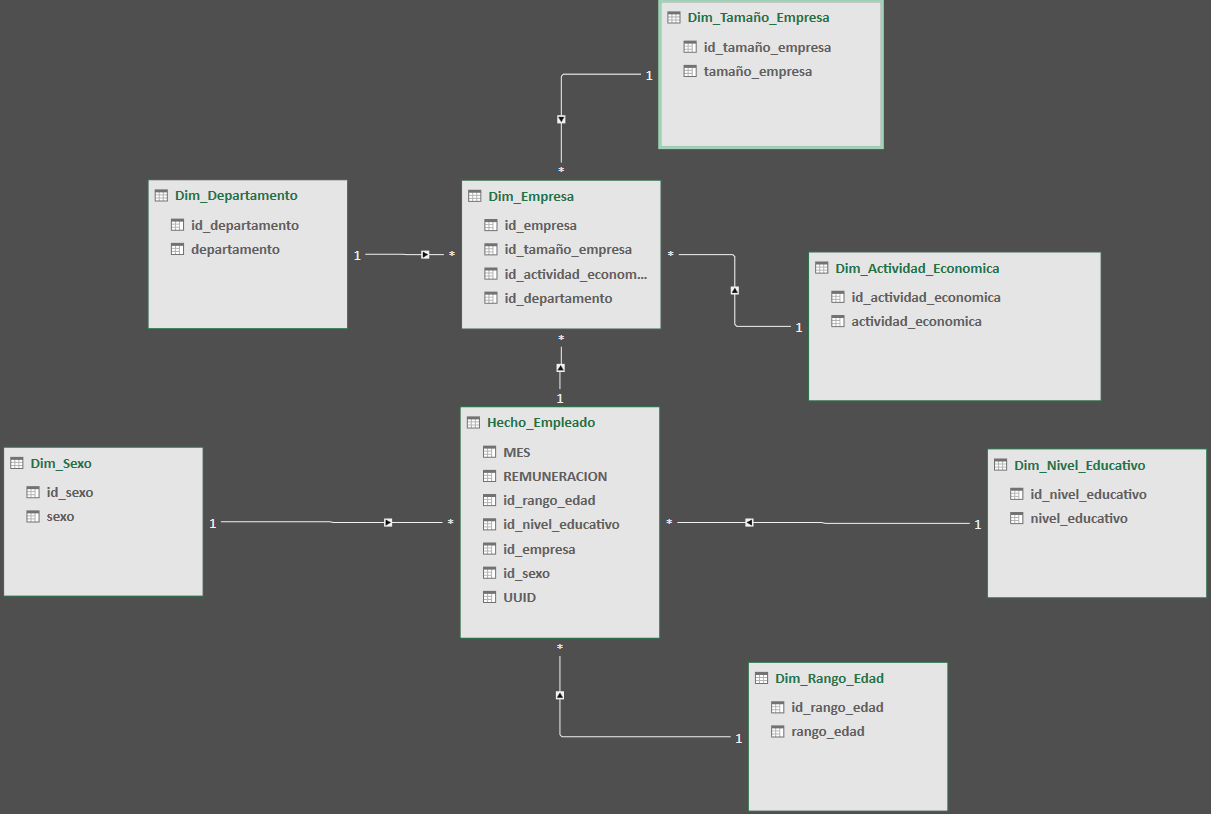 Dim_Tamaño_Empresa
id_tamaño_empresa
tamaño_empresa
1
*
Dim_Departamento
id_departamento
departamento
1
*
Dim_Empresa
id_empresa
id_tamaño_empresa
id_actividad_econom...
id_departamento
*
1
Dim_Actividad_Economica
id_actividad_economica
actividad_economica
*
1
Hecho_Empleado
MES
REMUNERACION
id_rango_edad
id_nivel_educativo
id_empresa
id_sexo
UUID
Dim_Sexo
id_sexo
sexo
1
*
*
1
Dim_Nivel_Educativo
id_nivel_educativo
nivel_educativo
*
1
Dim_Rango_Edad
id_rango_edad
rango_edad